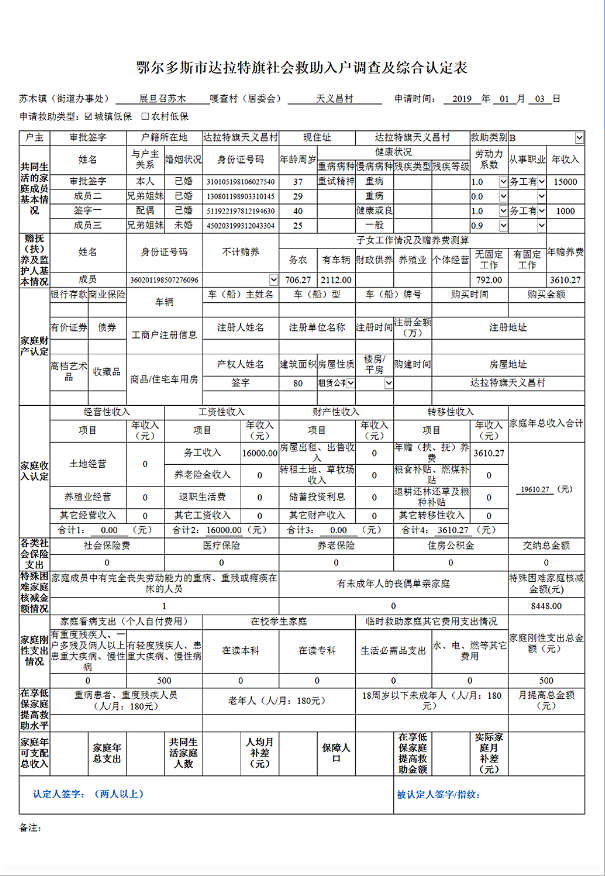 鄂尔多斯市达拉特旗社会救助入户调查及综合认定表
苏木镇（街道办事处） 展旦召苏木 嘎查村（居委会） 天义昌村 申请时间： 2019 年 01 月 03 日
申请救助类型：☑ 城镇低保 ☐ 农村低保
户主 审批签字 户籍所在地 达拉特旗天义昌村 现住址 达拉特旗天义昌村 救助类别 B
共同生活的家庭成员基本情况 姓名 与户主关系 婚姻状况 身份证号码 年龄周岁 健康状况 劳动力系数 从事职业 年收入
重病病种 慢病病种 残疾类型 残疾等级
审批签字 本人 已婚 310105198106027540 37 重试精神 重病 1.0 务工有 15000
成员二 兄弟姐妹 已婚 130801198903310145 29 重病 0.0
签字一 配偶 已婚 511922197812194630 40 健康或良 1.0 务工有 1000
成员三 兄弟姐妹 未婚 450203199312043304 25 一般 0.9
赡抚（扶）养及监护人基本情况 姓名 身份证号码 不计赡养 子女工作情况及赡养费测算 年赡养费
务农 有车辆 财政供养 养殖业 个体经营 无固定工作 有固定工作
成员 360201198507276096 706.27 2112.00 792.00 3610.27
家庭财产认定 银行存款 商业保险 车辆 车（船）主姓名 车（船）型 车（船）牌号 购买时间 购买金额
有价证券 债券 工商户注册信息 注册人姓名 注册单位名称 注册时间 注册金额（万） 注册地址
高档艺术品 收藏品 商品/住宅车用房 产权人姓名 建筑面积 房屋性质 楼房/平房 购建时间 房屋地址
签字 80 租赁公有 达拉特旗天义昌村
家庭收入认定 经营性收入 工资性收入 财产性收入 转移性收入 家庭年总收入合计
项目 年收入（元） 项目 年收入（元） 项目 年收入（元） 项目 年收入（元）
土地经营 0 务工收入 16000.00 房屋出租、出售收入 0 年赡（扶、抚）养费 3610.27
养老险金收入 0 转租土地、草牧场收入 0 粮食补贴、燃煤补贴 0 19610.27 (元)
养殖业经营 0 退职生活费 0 储蓄投资利息 0 退耕还林还草及粮种补贴 0
其它经营收入 0 其它工资收入 0 其它财产收入 0 其它转移性收入 0
合计1： 0.00 （元） 合计2： 16000.00 （元） 合计3： 0.00 （元） 合计4： 3610.27 （元）
各类社会保险支出 社会保险费 医疗保险 养老保险 住房公积金 交纳总金额
0 0 0 0 0
特殊困难家庭核减金额情况 家庭成员中有完全丧失劳动能力的重病、重残或瘫痪在床的人员 有未成年人的丧偶单亲家庭 特殊困难家庭核减金额(元)
1 0 8448.00
家庭刚性支出情况 家庭看病支出（个人自付费用） 在校学生家庭 临时救助家庭其它费用支出情况 家庭刚性支出总金额（元）
有重度残疾人、一户多残及俩人以上患重大疾病、慢性病 有轻度残疾人、患重大疾病、慢性病 在读本科 在读专科 生活必需品支出 水、电、燃等其它费用
0 500 0 0 0 0 500
在享低保家庭提高救助水平 重病患者、重度残疾人员（人/月：180元） 老年人（人/月：180元） 18周岁以下未成年人（人/月：180元） 月提高总金额（元）
家庭年可支配总收入 家庭年总支出 共同生活家庭人数 人均月补差（元） 保障人口 在享低保家庭提高救助金额 实际家庭月补差（元）
认定人签字：（两人以上） 被认定人签字/指纹：
备注：